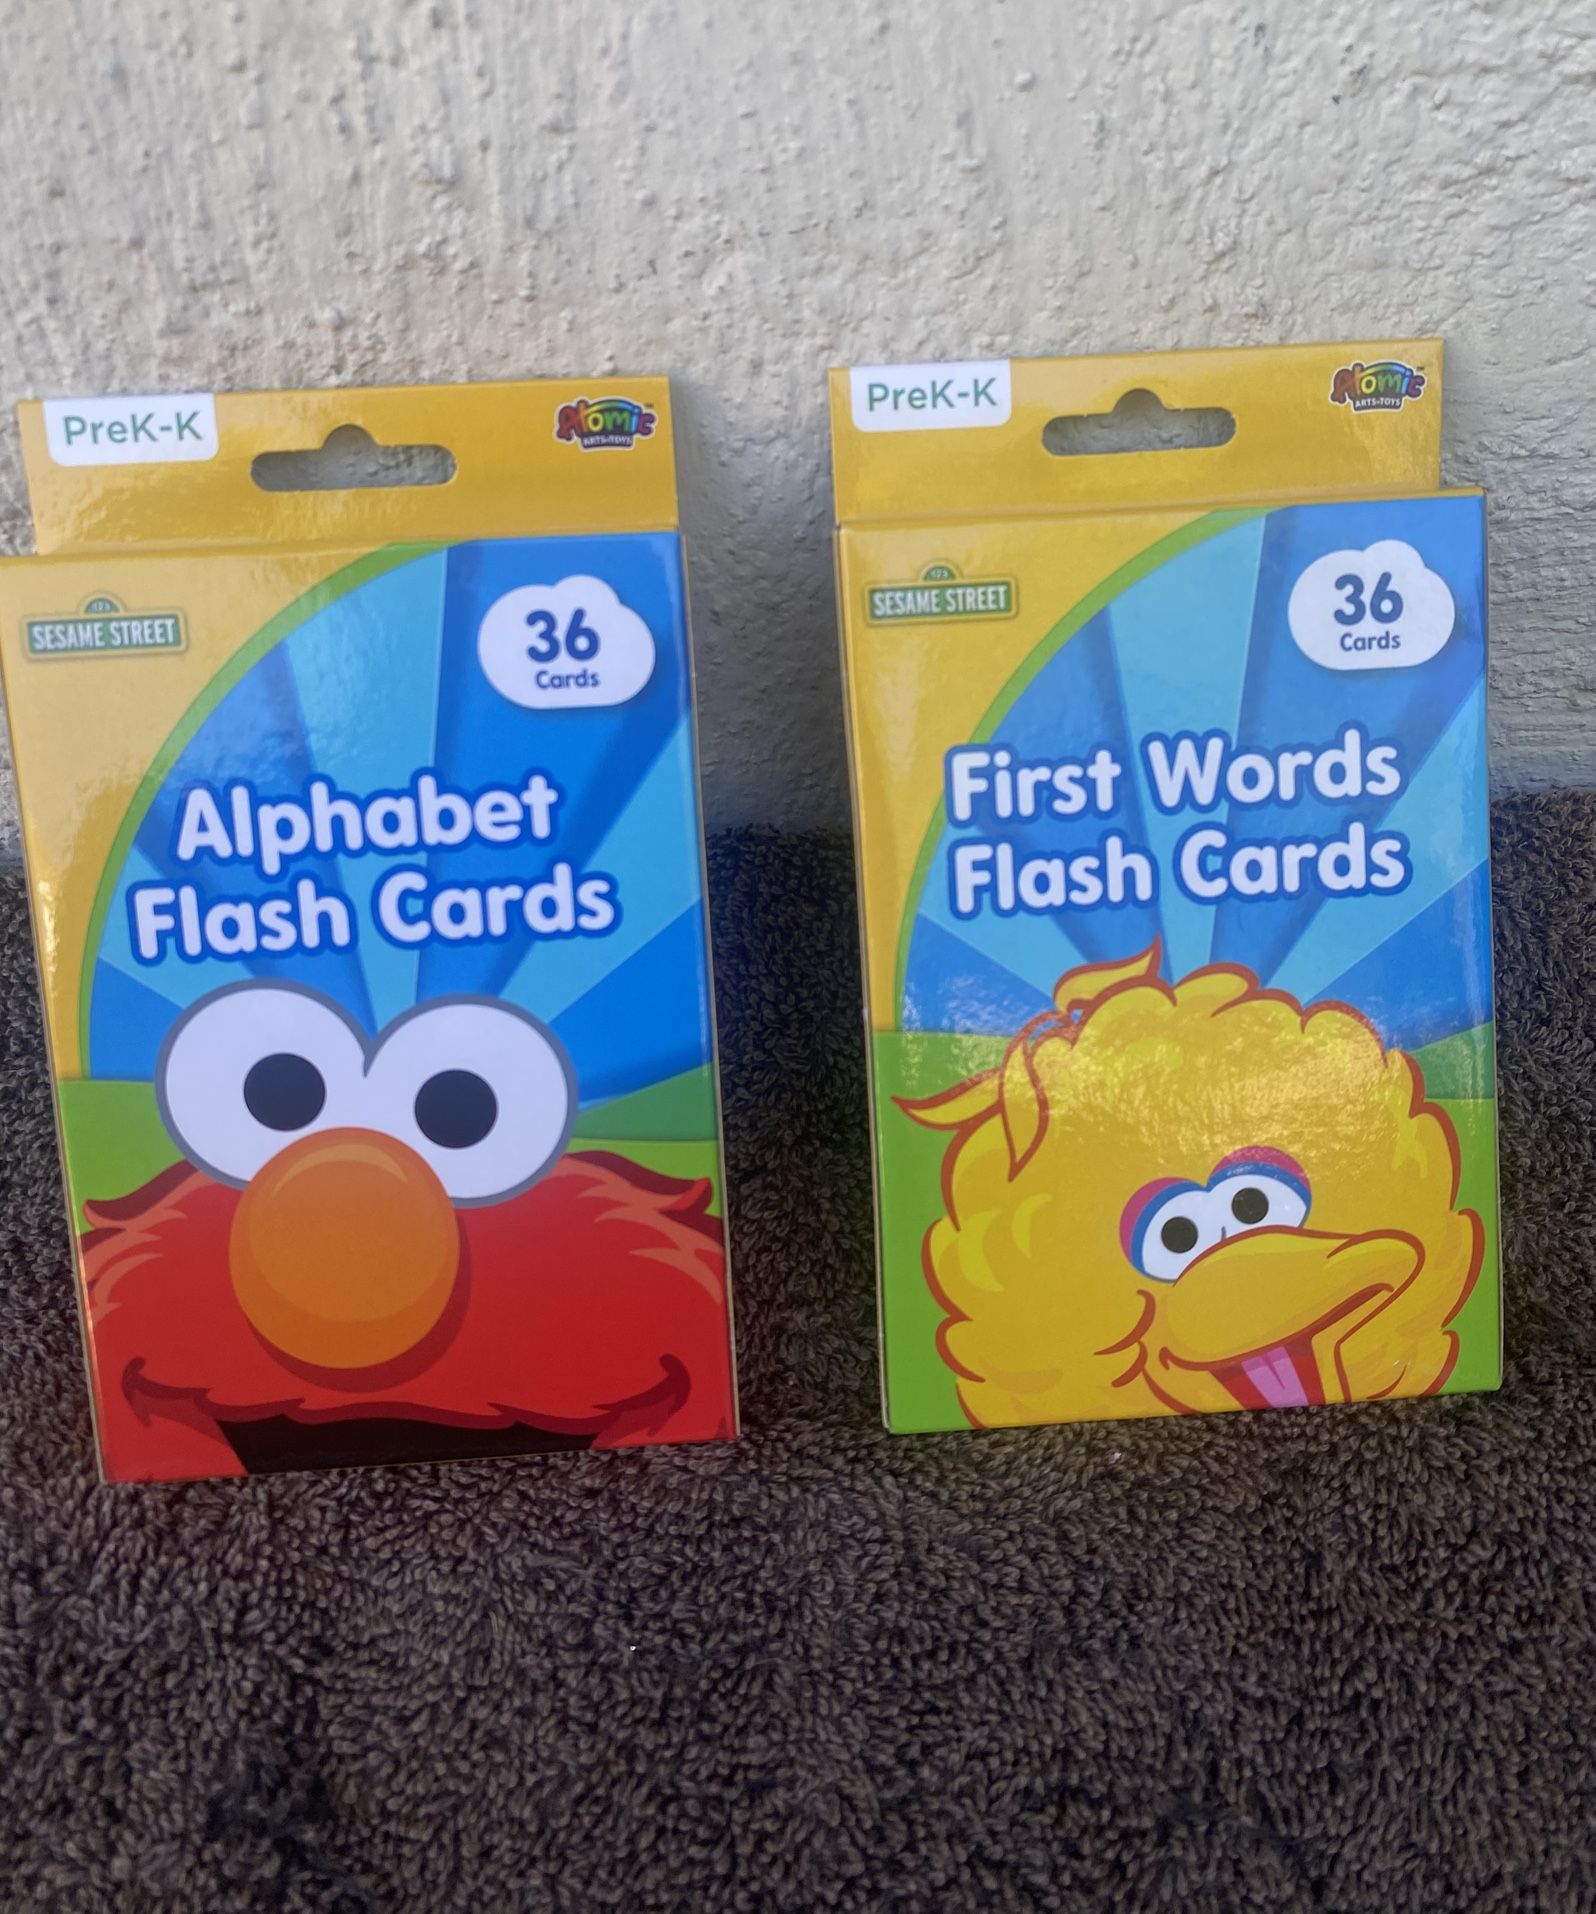 PreK-K
Atomic
ARTS-TOYS
SESAME STREET
36
Cards
Alphabet
Flash Cards
PreK-K
Atomic
ARTS-TOYS
SESAME STREET
36
Cards
First Words
Flash Cards